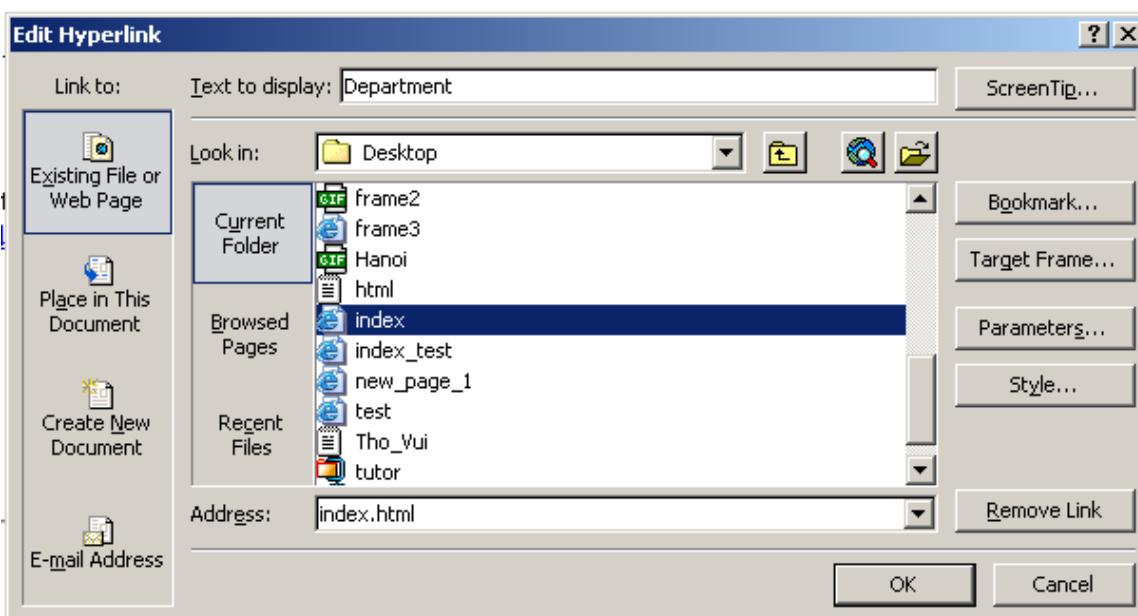 Edit Hyperlink
Link to:
Text to display: Department
ScreenTip...
Existing File or
Web Page
Look in:
Desktop
Current
Folder
Browsed
Pages
Recent
Files
GIF frame2
frame3
GIF Hanoi
html
index
index_test
new_page_1
test
Tho_Vui
tutor
Bookmark...
Target Frame...
Parameters...
Style...
Place in This
Document
Create New
Document
E-mail Address
Address: index.html
Remove Link
OK
Cancel